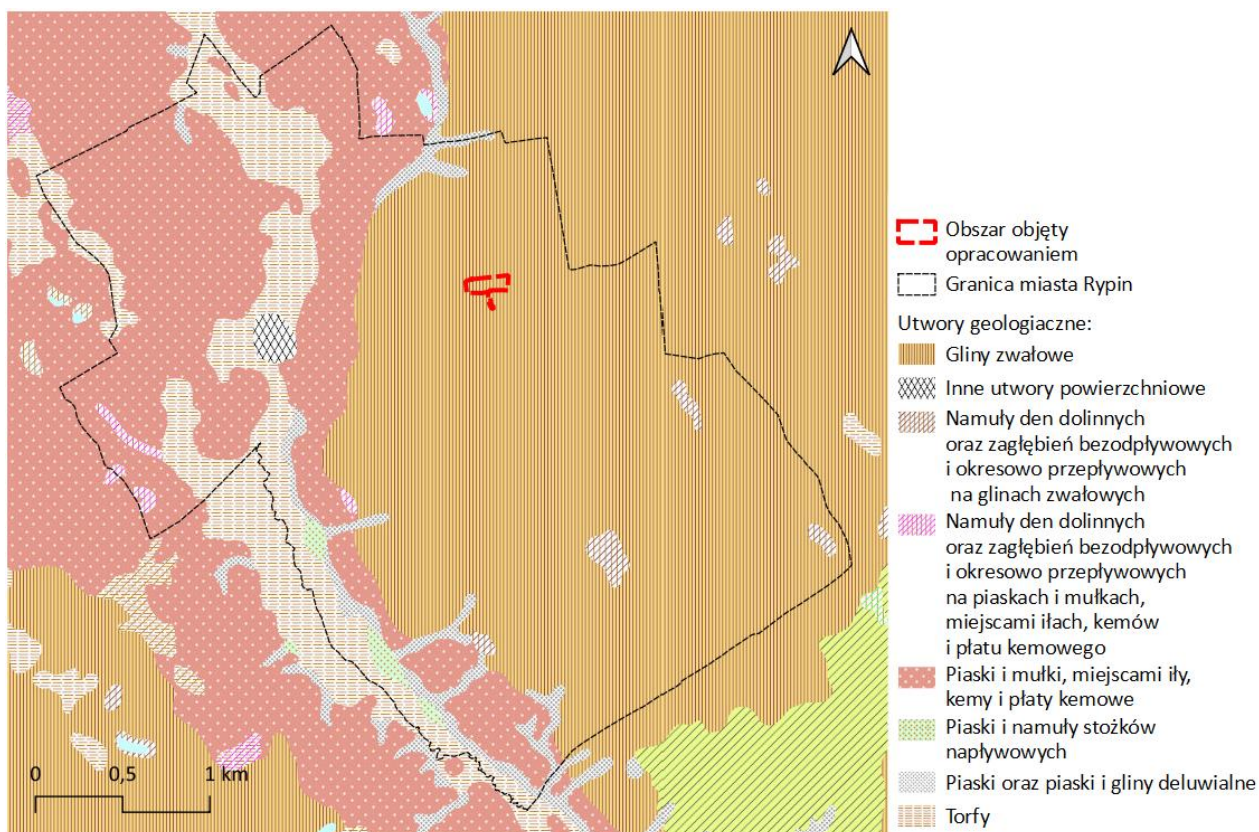 Obszar objęty
opracowaniem
Granica miasta Rypin
Utwory geologiaczne:
Gliny zwałowe
Inne utwory powierzchniowe
Namuły den dolinnych
oraz zagłębień bezodpływowych
i okresowo przepływowych
na glinach zwałowych
Namuły den dolinnych
oraz zagłębień bezodpływowych
i okresowo przepływowych
na piaskach i mułkach,
miejscami iłach, kemów
i płatu kemowego
Piaski i mułki, miejscami iły,
kemy i płaty kemowe
Piaski i namuły stożków
napływowych
Piaski oraz piaski i gliny deluwialne
Torfy
0 0,5 1 km